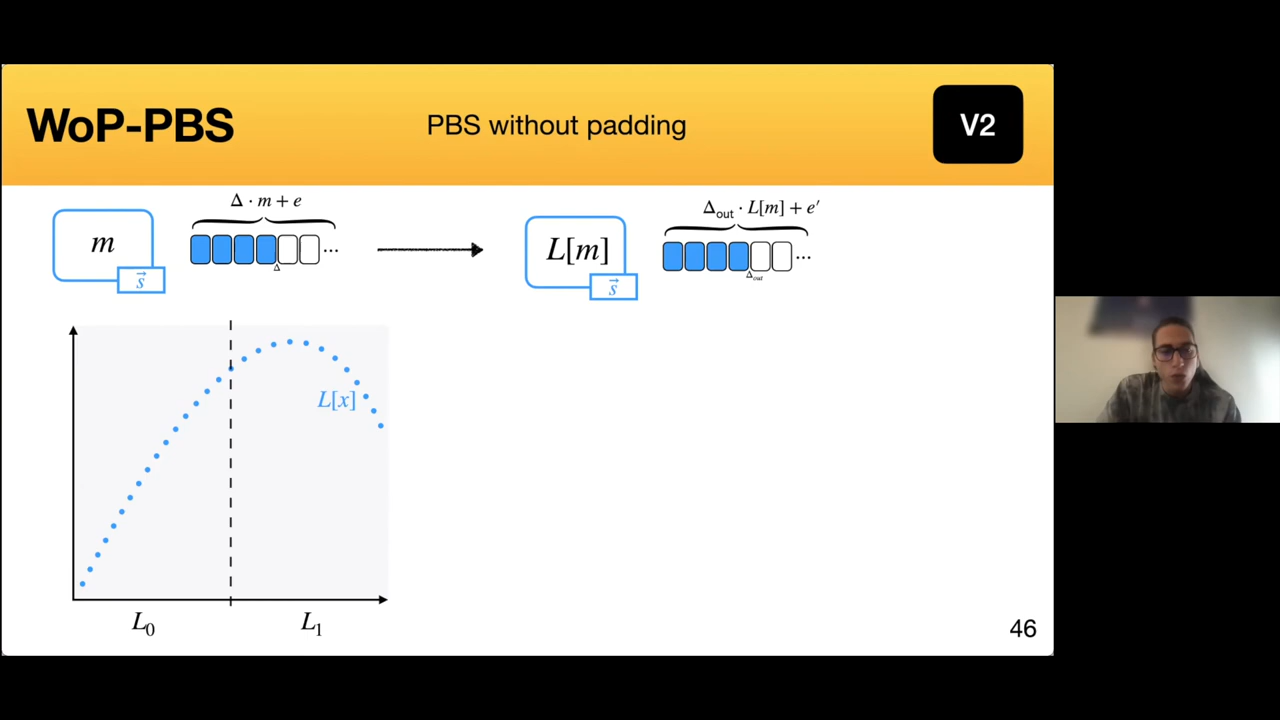 WoP-PBS
PBS without padding
V2
Δ · m + e
m
s⃗
Δ
...
Δout · L[m] + e′
L[m]
s⃗
Δout
...
L[x]
L0
L1
46